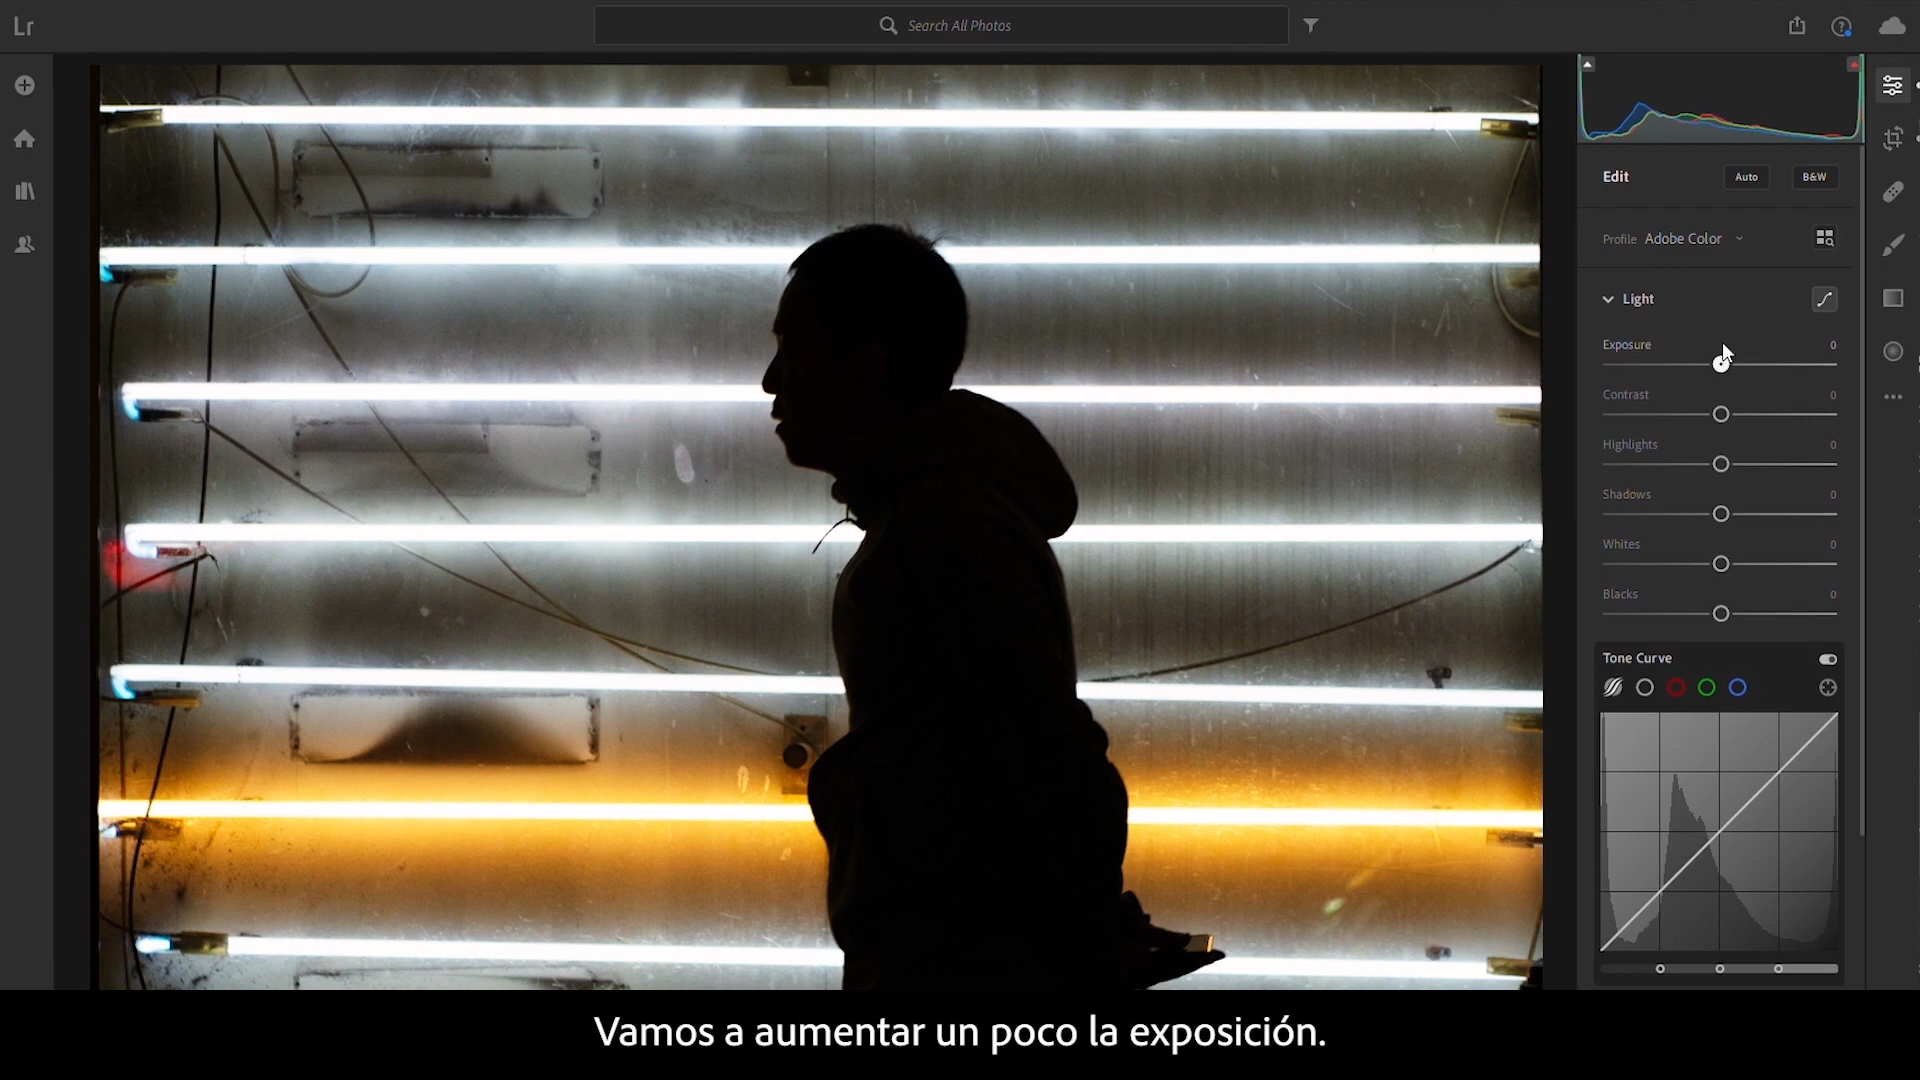 Lr
Search All Photos
Edit
Auto
B&W
Profile Adobe Color
Light
Exposure 0
Contrast 0
Highlights 0
Shadows 0
Whites 0
Blacks 0
Tone Curve
Vamos a aumentar un poco la exposición.